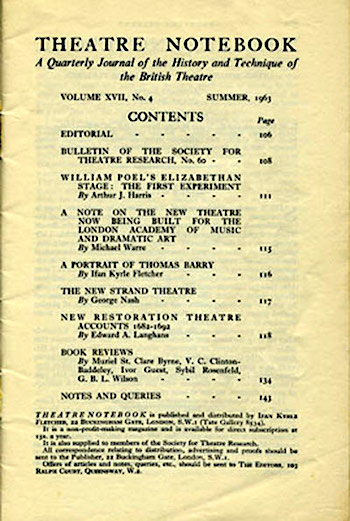 THEATRE NOTEBOOK
A Quarterly Journal of the History and Technique of
the British Theatre
VOLUME XVII, No. 4 SUMMER, 1963
CONTENTS
Page
EDITORIAL - - - - - 106
BULLETIN OF THE SOCIETY FOR
THEATRE RESEARCH, No. 60 - - 108
WILLIAM POEL'S ELIZABETHAN
STAGE: THE FIRST EXPERIMENT
By Arthur J. Harris - - - - 111
A NOTE ON THE NEW THEATRE
NOW BEING BUILT FOR THE
LONDON ACADEMY OF MUSIC
AND DRAMATIC ART
By Michael Warre - - - - 115
A PORTRAIT OF THOMAS BARRY
By Ifan Kyrle Fletcher - - - 116
THE NEW STRAND THEATRE
By George Nash - - - - 117
NEW RESTORATION THEATRE
ACCOUNTS 1682-1692
By Edward A. Langhans - - - 118
BOOK REVIEWS
By Muriel St. Clare Byrne, V. C. Clinton-
Baddeley, Ivor Guest, Sybil Rosenfeld,
G. B. L. Wilson - - - - 134
NOTES AND QUERIES - - - 143
THEATRE NOTEBOOK is published and distributed by IFAN KYRLE
FLETCHER, 22 BUCKINGHAM GATE, LONDON, S.W.1 (TATE GALLERY 8534).
It is a non-profit-making magazine and is available for direct subscription at
15s. a year.
It is also supplied to members of the Society for Theatre Research.
All correspondence relating to distribution, advertising and proofs should be
sent to the Publisher, 22 Buckingham Gate, London, S.W.1.
Offers of articles and notes, queries, etc., should be sent to THE EDITORS, 103
RALPH COURT, QUEENSWAY, W.2.